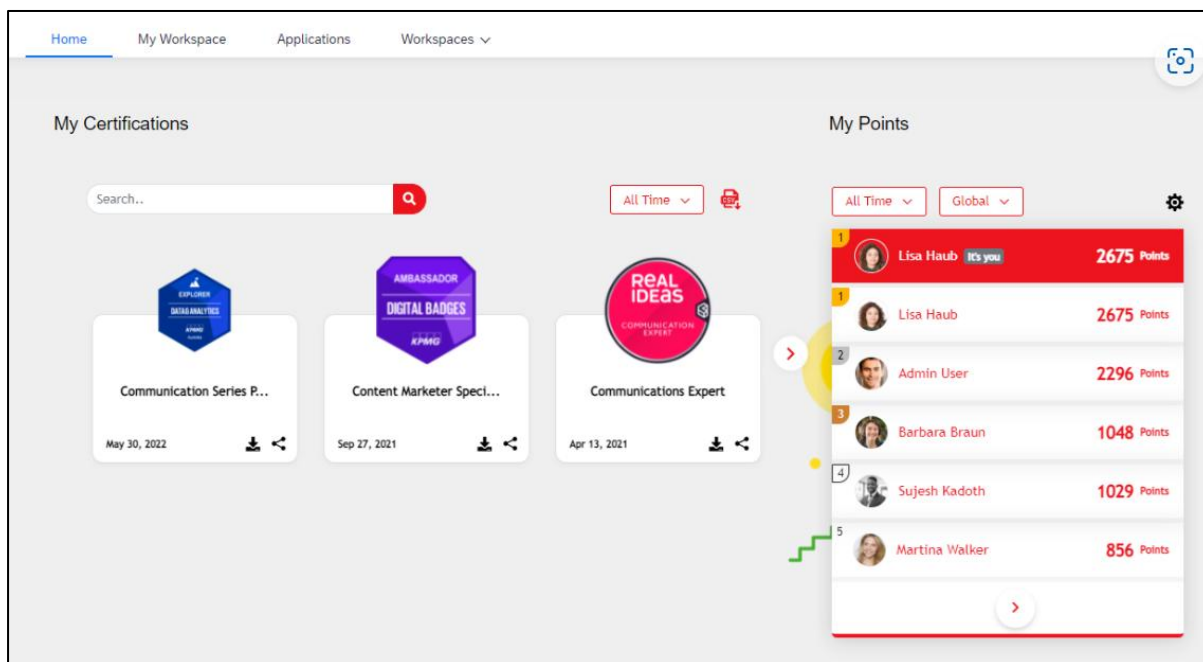 Home My Workspace Applications Workspaces
My Certifications
My Points
Search..
All Time
CSV
All Time Global
EXPLORER
DATA & ANALYTICS
KPMG
AMBASSADOR
DIGITAL BADGES
KPMG
REAL
IDEAS
COMMUNICATION
EXPERT
Communication Series P...
May 30, 2022
Content Marketer Speci...
Sep 27, 2021
Communications Expert
Apr 13, 2021
1 Lisa Haub It's you 2675 Points
1 Lisa Haub 2675 Points
2 Admin User 2296 Points
3 Barbara Braun 1048 Points
4 Sujesh Kadoth 1029 Points
5 Martina Walker 856 Points